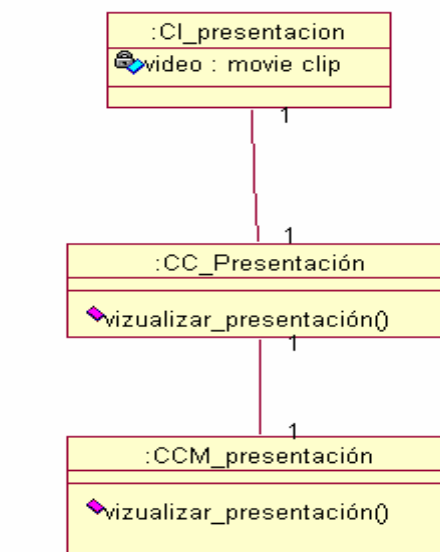 :CI_presentacion
video : movie clip
1
1
:CC_Presentación
vizualizar_presentación()
1
1
:CCM_presentación
vizualizar_presentación()